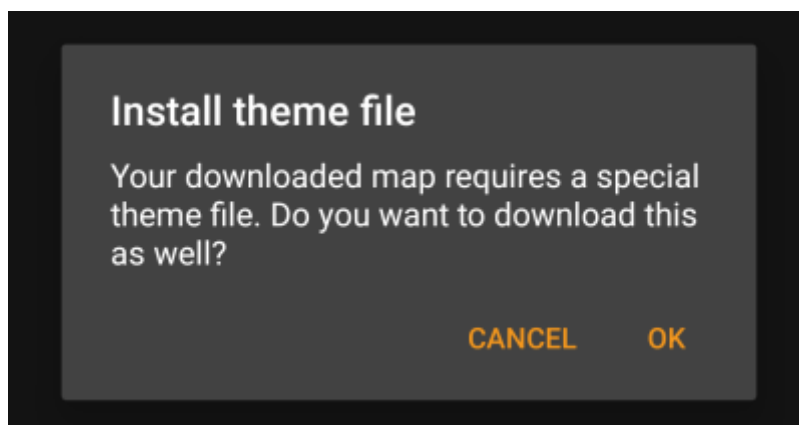 Install theme file
Your downloaded map requires a special
theme file. Do you want to download this
as well?
CANCEL OK